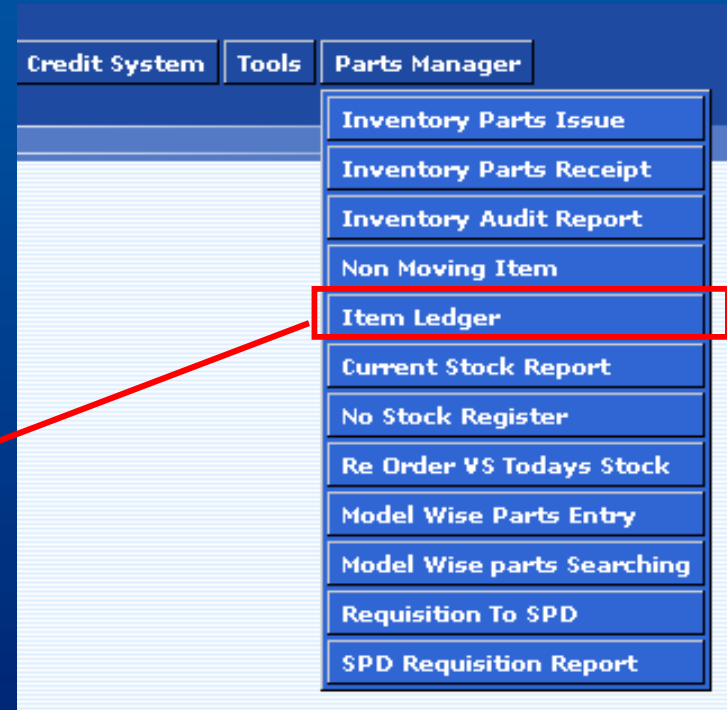 Credit System Tools Parts Manager
Inventory Parts Issue
Inventory Parts Receipt
Inventory Audit Report
Non Moving Item
Item Ledger
Current Stock Report
No Stock Register
Re Order VS Todays Stock
Model Wise Parts Entry
Model Wise parts Searching
Requisition To SPD
SPD Requisition Report